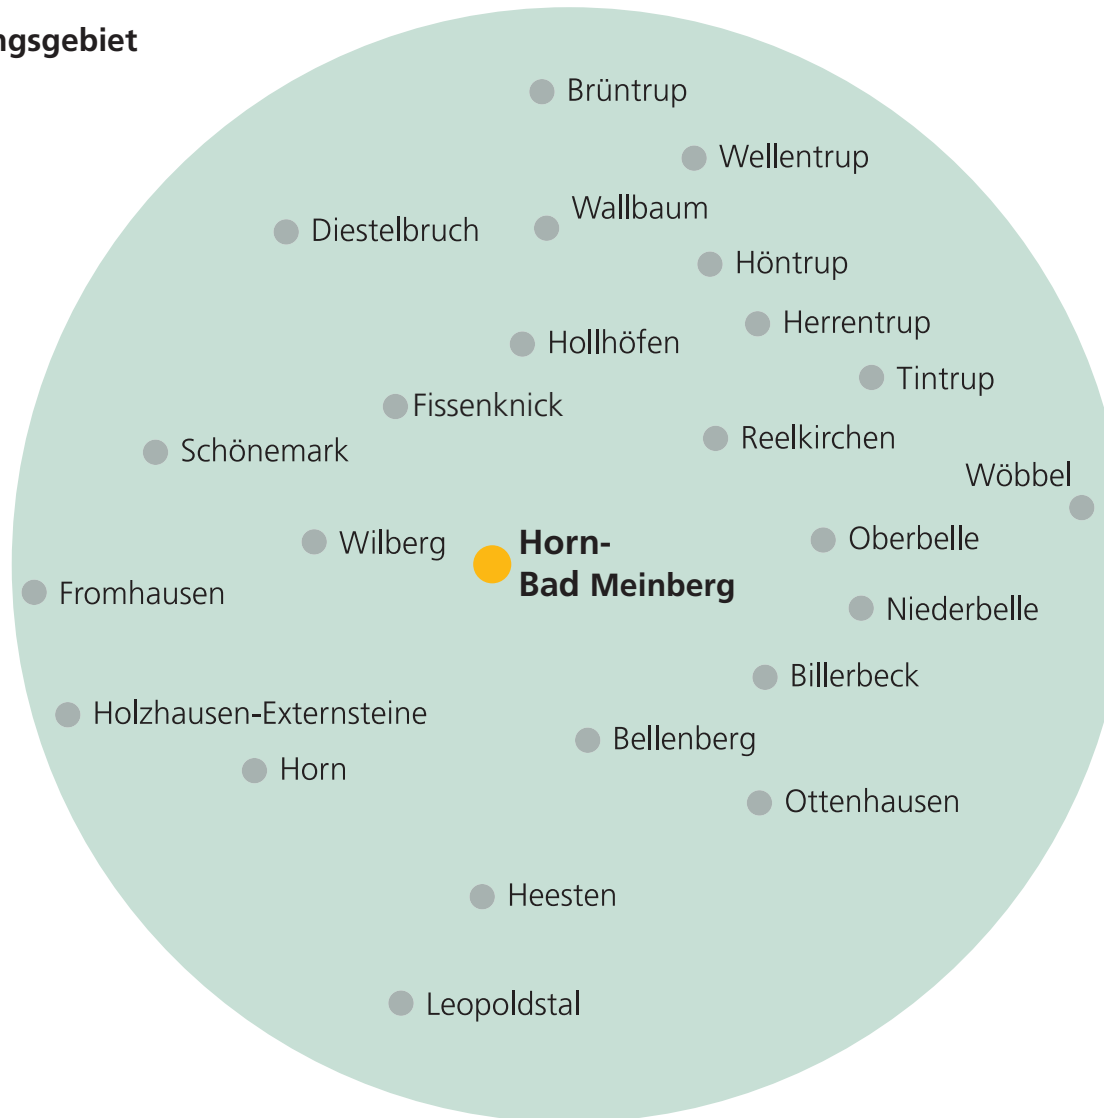 ngsgebiet
Brüntrup
Wellentrup
Wallbaum
Diestelbruch
Höntrup
Herrentrup
Hollhöfen
Tintrup
Fissenknick
Reelkirchen
Schönemark
Wöbbel
Wilberg
Horn-
Bad Meinberg
Oberbelle
Fromhausen
Niederbelle
Billerbeck
Holzhausen-Externsteine
Bellenberg
Horn
Ottenhausen
Heesten
Leopoldstal